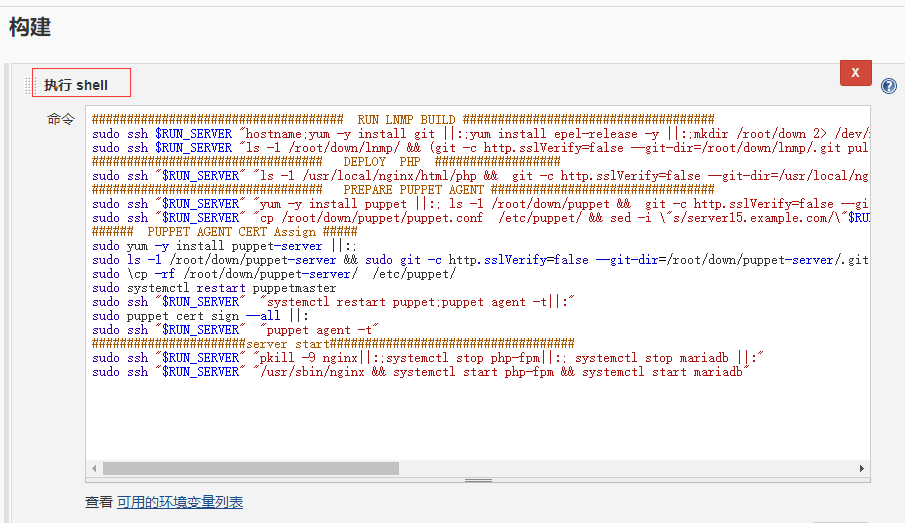 构建
执行 shell
X
命令
#################################### RUN LNMP BUILD ####################################
sudo ssh $RUN_SERVER "hostname;yum -y install git ||:;yum install epel-release -y ||:;mkdir /root/down 2> /dev/
sudo ssh $RUN_SERVER "ls -l /root/down/lnmp/ && (git -c http.sslVerify=false --git-dir=/root/down/lnmp/.git pul
################################# DEPLOY PHP ##################
sudo ssh "$RUN_SERVER" "ls -l /usr/local/nginx/html/php && git -c http.sslVerify=false --git-dir=/usr/local/ng
################################# PREPARE PUPPET AGENT ################################
sudo ssh "$RUN_SERVER" "yum -y install puppet ||:; ls -l /root/down/puppet && git -c http.sslVerify=false --gi
sudo ssh "$RUN_SERVER" "cp /root/down/puppet/puppet.conf /etc/puppet/ && sed -i \"s/server15.example.com/\"$RU
###### PUPPET AGENT CERT Assign #####
sudo yum -y install puppet-server ||:;
sudo ls -l /root/down/puppet-server && sudo git -c http.sslVerify=false --git-dir=/root/down/puppet-server/.git
sudo \cp -rf /root/down/puppet-server/ /etc/puppet/
sudo systemctl restart puppetmaster
sudo ssh "$RUN_SERVER" "systemctl restart puppet;puppet agent -t||:"
sudo puppet cert sign --all ||:
sudo ssh "$RUN_SERVER" "puppet agent -t"
######################server start###################################
sudo ssh "$RUN_SERVER" "pkill -9 nginx||:;systemctl stop php-fpm||:; systemctl stop mariadb ||:"
sudo ssh "$RUN_SERVER" "/usr/sbin/nginx && systemctl start php-fpm && systemctl start mariadb"
查看 可用的环境变量列表